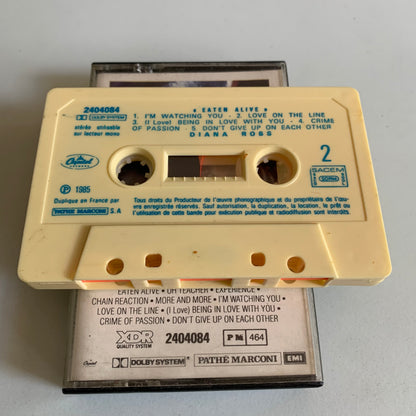 2404084
« EATEN ALIVE »
DOLBY SYSTEM
stéréo utilisable
sur lecteur mono
1. I'M WATCHING YOU - 2. LOVE ON THE LINE
3. (I Love) BEING IN LOVE WITH YOU - 4. CRIME
OF PASSION - 5. DON'T GIVE UP ON EACH OTHER
DIANA ROSS
Capitol
2
SACEM
P 1985
Dupliqué en France par
PATHÉ MARCONI S.A
Tous droits du Producteur de l'œuvre phonographique et du propriétaire de l'œu-
vre enregistrée réservés. Sauf autorisation, la duplication, la location, le prêt ou
l'utilisation de cette bande pour exécution publique et radiodiffusion sont interdits.
EATEN ALIVE • OH TEACHER • EXPERIENCE •
CHAIN REACTION • MORE AND MORE • I'M WATCHING YOU •
LOVE ON THE LINE • (I Love) BEING IN LOVE WITH YOU •
CRIME OF PASSION • DON'T GIVE UP ON EACH OTHER
XDR
QUALITY SYSTEM
2404084
PM 464
Capitol
DOLBY SYSTEM
PATHÉ MARCONI
EMI